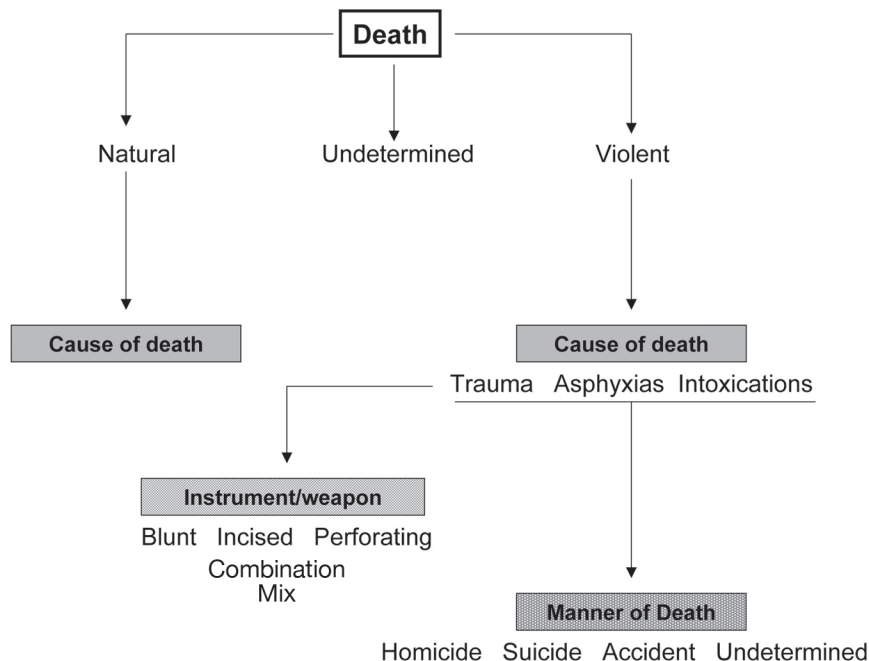 Death
Natural Undetermined Violent
Cause of death Cause of death
Trauma Asphyxias Intoxications
Instrument/weapon
Blunt Incised Perforating
Combination
Mix
Manner of Death
Homicide Suicide Accident Undetermined